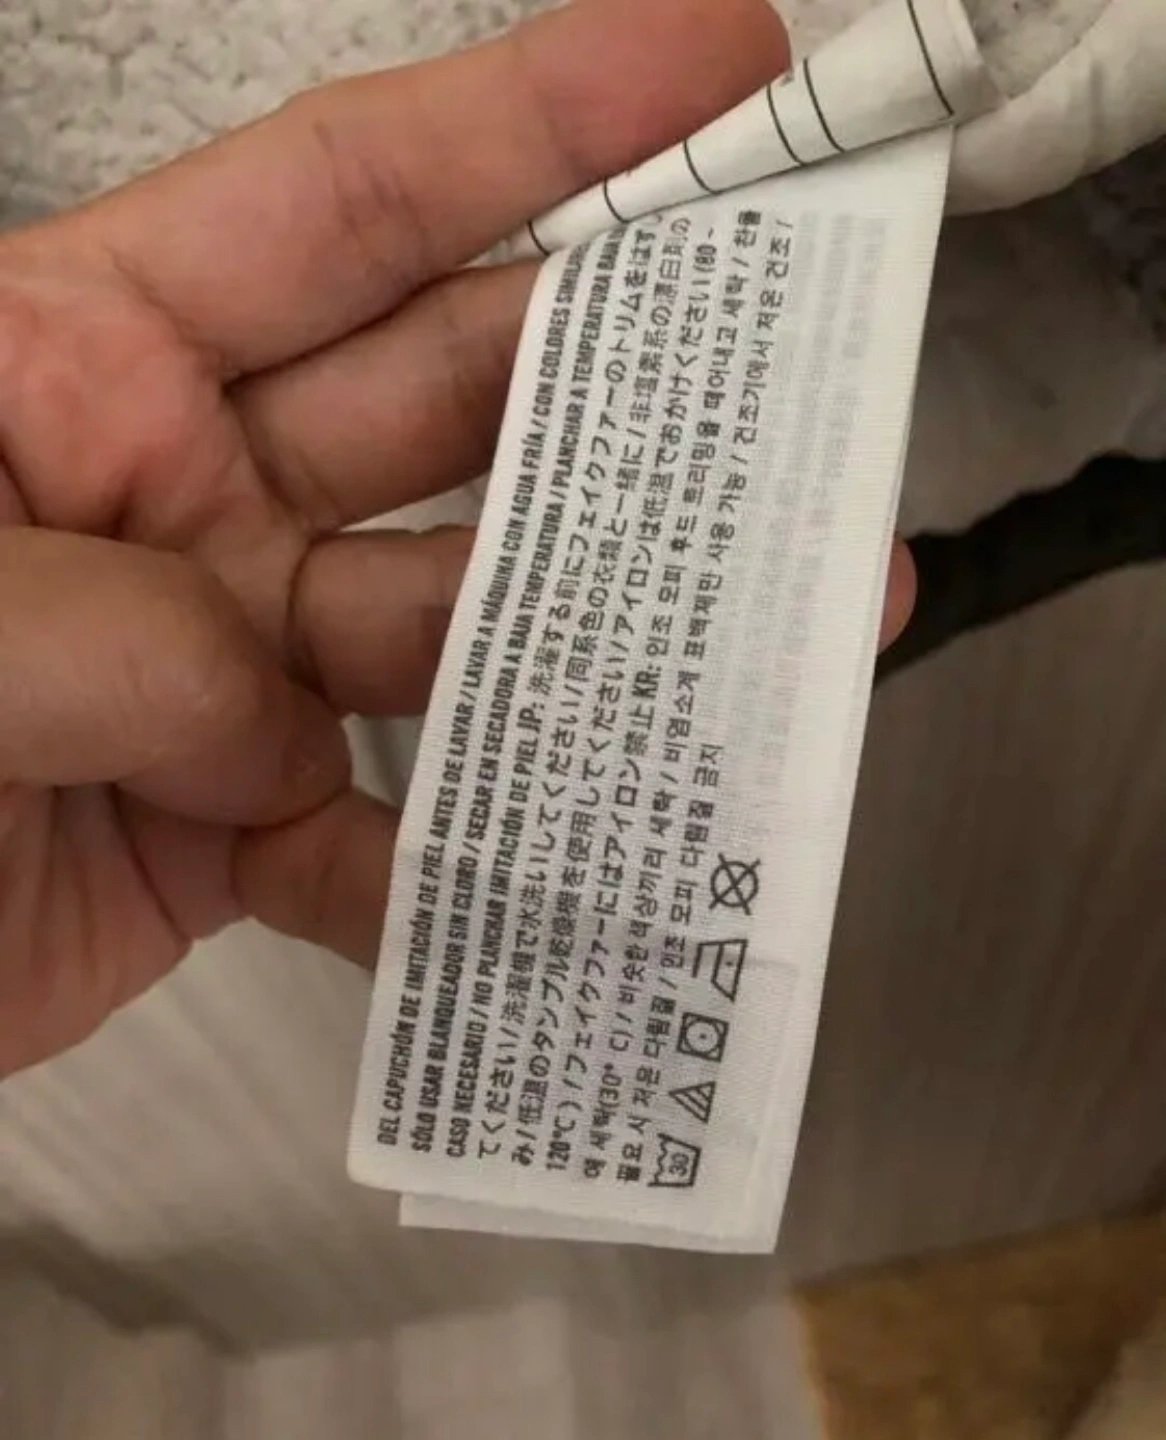 DEL CAPUCHÓN DE IMITACIÓN DE PIEL ANTES DE LAVAR / LAVAR A MÁQUINA CON AGUA FRÍA / CON COLORES
SÓLO USAR BLANQUEADOR SIN CLORO / SECAR EN SECADORA A BAJA TEMPERATURA / PLANCHAR A TEMPERATURA BAJA
CASO NECESARIO / NO PLANCHAR IMITACIÓN DE PIEL JP: 洗濯する前にフェイクファーのトリムをはずし
てください/洗濯機で水洗いしてください/同系色の衣類と一緒に/非塩素系の漂白剤の
み/低温のタンブル乾燥機を使用してください/アイロンは低温でおかけください(80 ~
120℃) /フェイクファーにはアイロン禁止 KR: 인조 모피 후드 트리밍을 떼어내고 세탁 / 찬물
에 세탁(30° C) / 비슷한 색상끼리 세탁 / 비염소계 표백제만 사용 가능 / 건조기에서 저온 건조 /
필요 시 저온 다림질 / 인조 모피 다림질 금지
30